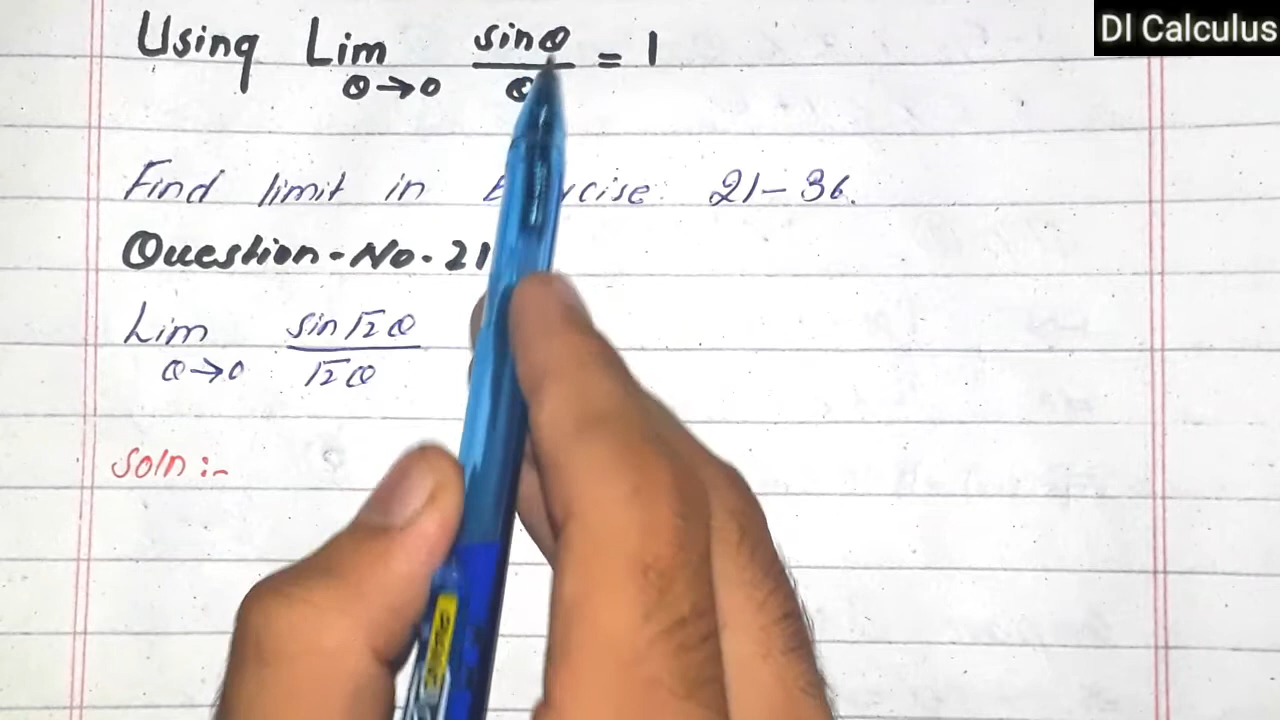 DI Calculus
Using Lim sinθ = 1
θ→0
Find limit in 21-36.
Question-No.21
Lim sin√2θ
θ→0 √2θ
Soln:-